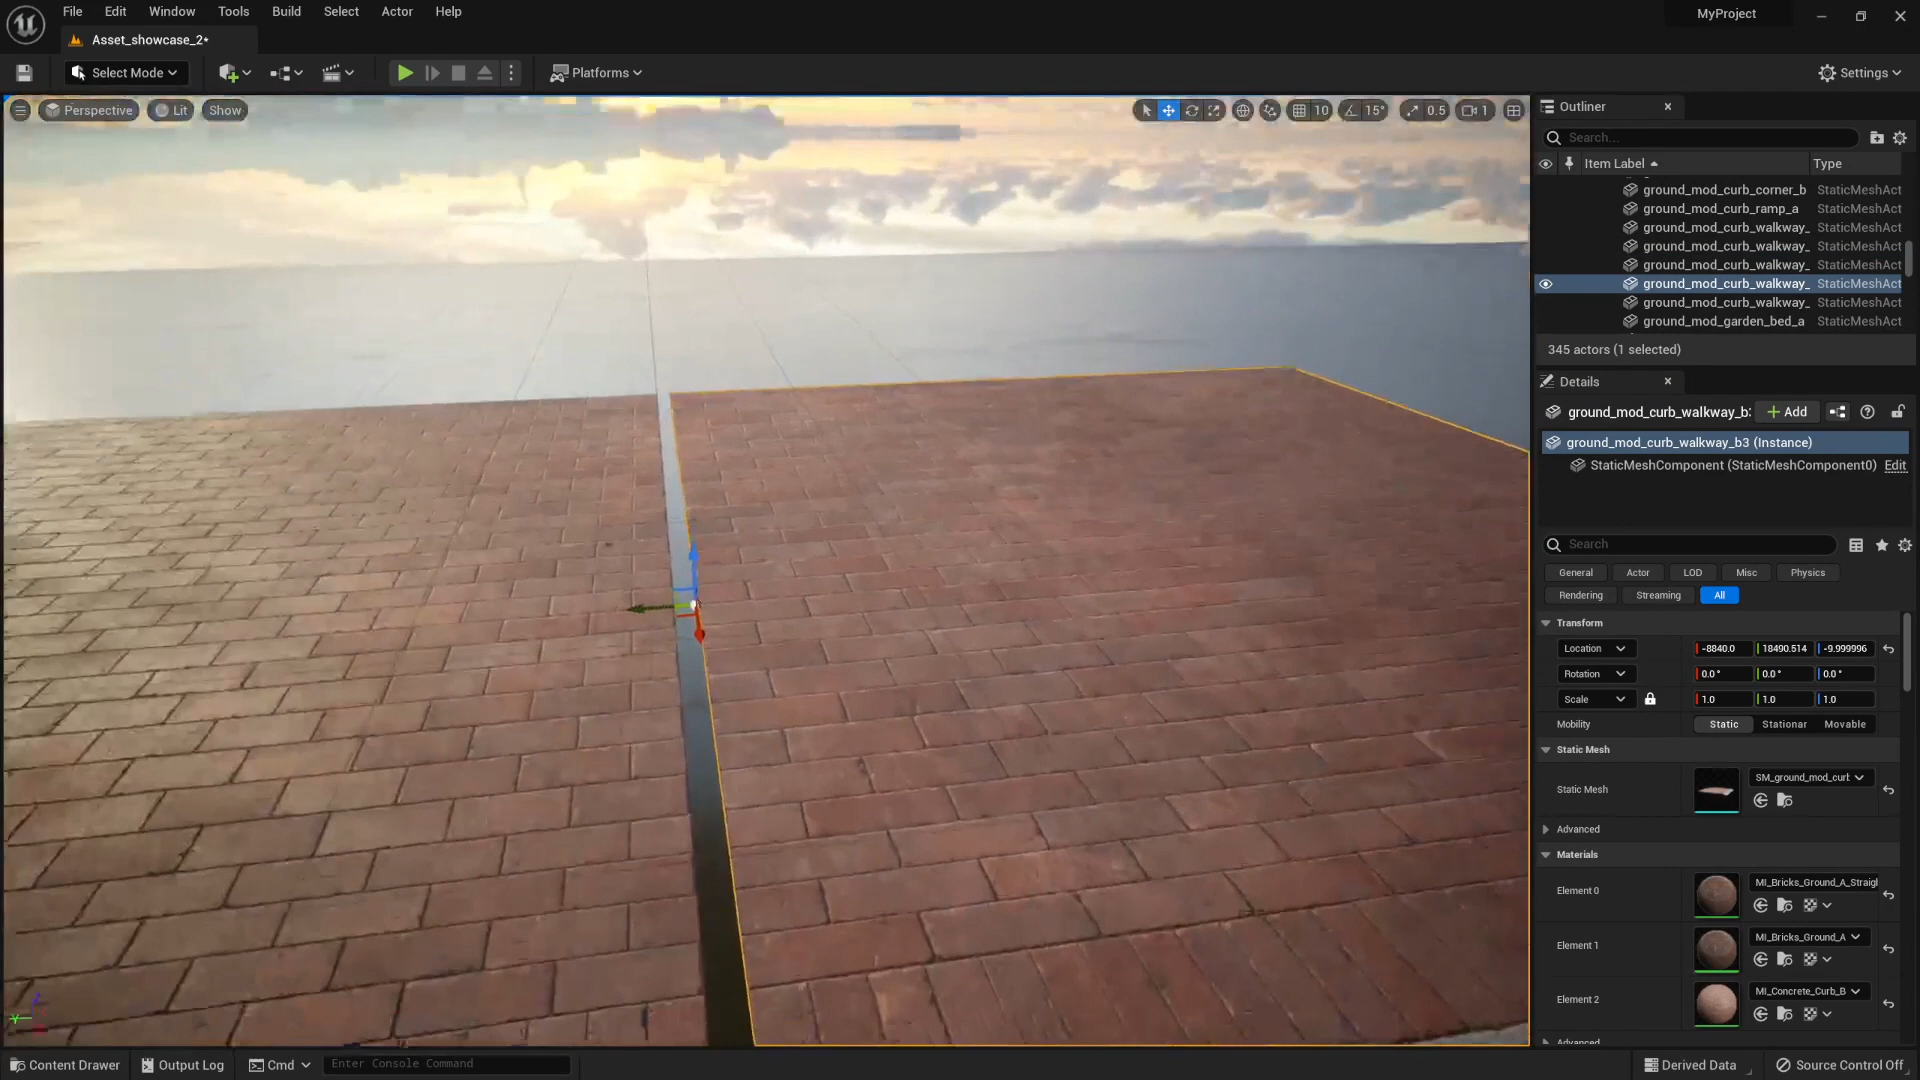 File Edit Window Tools Build Select Actor Help
MyProject
Asset_showcase_2*
Select Mode
Platforms
Settings
Perspective
Lit
Show
10
15°
0.5
1
Outliner
Search...
Item Label
Type
ground_mod_curb_corner_b StaticMeshAct
ground_mod_curb_ramp_a StaticMeshAct
ground_mod_curb_walkway_ StaticMeshAct
ground_mod_curb_walkway_ StaticMeshAct
ground_mod_curb_walkway_ StaticMeshAct
ground_mod_curb_walkway_ StaticMeshAct
ground_mod_curb_walkway_ StaticMeshAct
ground_mod_garden_bed_a StaticMeshAct
345 actors (1 selected)
Details
ground_mod_curb_walkway_b: + Add
ground_mod_curb_walkway_b3 (Instance)
StaticMeshComponent (StaticMeshComponent0) Edit
Search
General Actor LOD Misc Physics
Rendering Streaming All
Transform
Location -8840.0 18490.514 -9.999996
Rotation 0.0° 0.0° 0.0°
Scale 1.0 1.0 1.0
Mobility Static Stationar Movable
Static Mesh
Static Mesh SM_ground_mod_curl
Advanced
Materials
Element 0 MI_Bricks_Ground_A_Straigl
Element 1 MI_Bricks_Ground_A
Element 2 MI_Concrete_Curb_B
Advanced
Content Drawer Output Log Cmd Enter Console Command
Derived Data Source Control Off